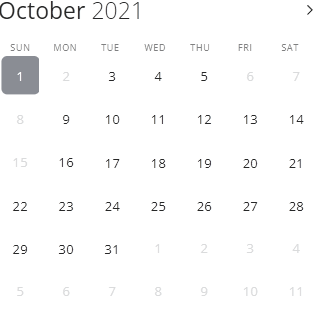 October 2021
SUN MON TUE WED THU FRI SAT
1 2 3 4 5 6 7
8 9 10 11 12 13 14
15 16 17 18 19 20 21
22 23 24 25 26 27 28
29 30 31 1 2 3 4
5 6 7 8 9 10 11